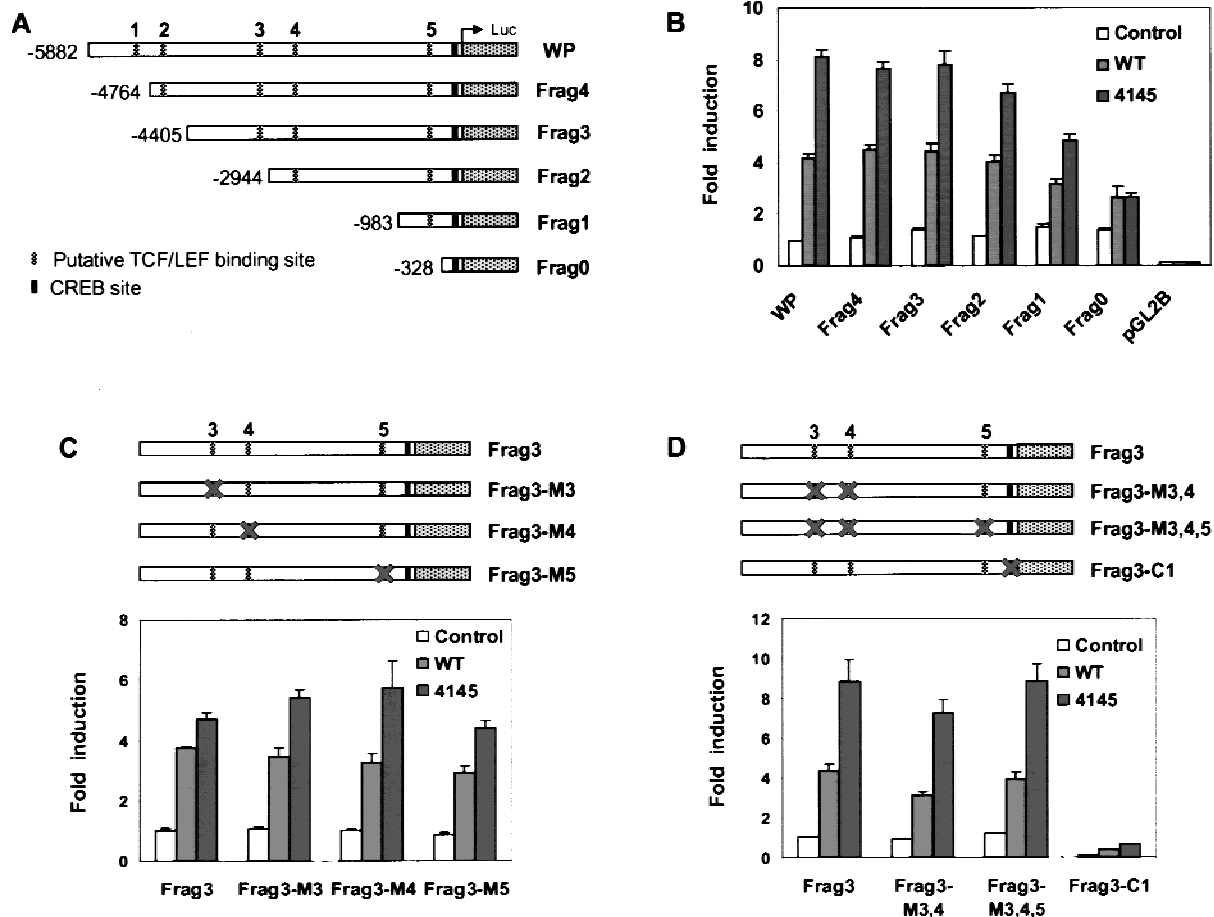 A
1 2 3 4 5 Luc
-5882 WP
-4764 Frag4
-4405 Frag3
-2944 Frag2
-983 Frag1
-328 Frag0
Putative TCF/LEF binding site
CREB site
B
Fold induction
10
8
6
4
2
0
Control
WT
4145
WP Frag4 Frag3 Frag2 Frag1 Frag0 pGL2B
C
3 4 5
Frag3
Frag3-M3
Frag3-M4
Frag3-M5
Fold induction
8
6
4
2
0
Control
WT
4145
Frag3 Frag3-M3 Frag3-M4 Frag3-M5
D
3 4 5
Frag3
Frag3-M3,4
Frag3-M3,4,5
Frag3-C1
Fold induction
12
10
8
6
4
2
0
Control
WT
4145
Frag3 Frag3- Frag3- Frag3-C1
M3,4 M3,4,5